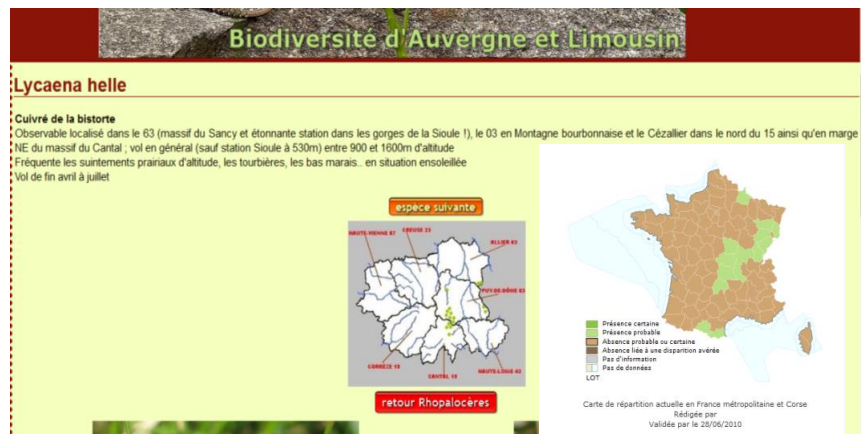 Biodiversité d'Auvergne et Limousin
Lycaena helle
Cuivré de la bistorte
Observable localisé dans le 63 (massif du Sancy et étonnante station dans les gorges de la Sioule !), le 03 en Montagne bourbonnaise et le Cézallier dans le nord du 15 ainsi qu'en marge
NE du massif du Cantal ; vol en général (sauf station Sioule à 530m) entre 900 et 1600m d'altitude
Fréquente les suintements prairiaux d'altitude, les tourbières, les bas marais.. en situation ensoleillée
Vol de fin avril à juillet
espèce suivante
HAUTE-VIENNE 87
CREUSE 23
ALLIER 03
PUY-DE-DÔME 63
CORRÈZE 19
CANTAL 15
HAUTE-LOIRE 43
retour Rhopalocères
Présence certaine
Présence probable
Absence probable ou certaine
Absence liée à une disparition avérée
Pas d'information
Pas de données
LOT
Carte de répartition actuelle en France métropolitaine et Corse
Rédigée par
Validée par le 28/06/2010